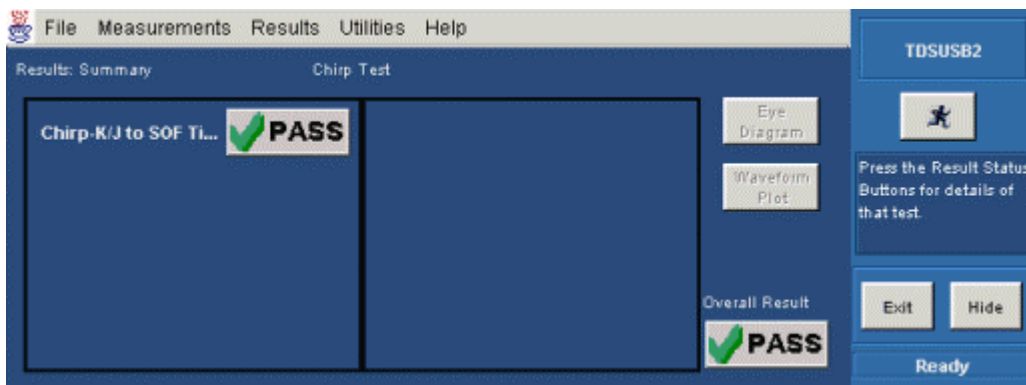 File Measurements Results Utilities Help
Results: Summary Chirp Test
Chirp-K/J to SOF Ti... PASS
Eye
Diagram
Waveform
Plot
Overall Result
PASS
TDSUSB2
Press the Result Status
Buttons for details of
that test.
Exit Hide
Ready